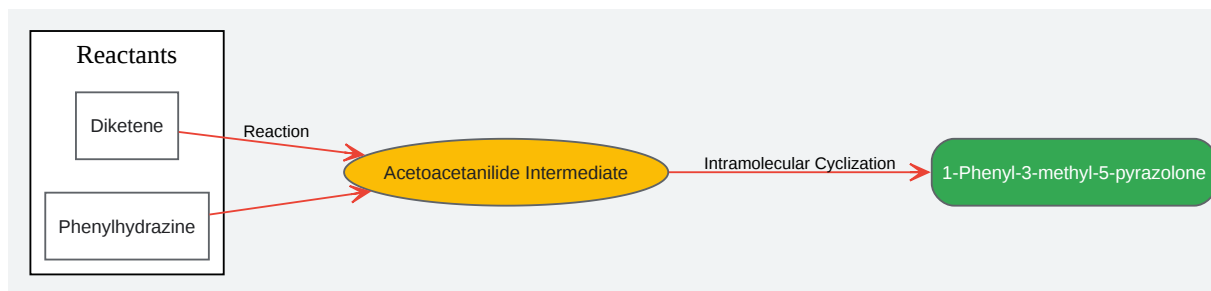 Reactants
Diketene
Phenylhydrazine
Reaction
Acetoacetanilide Intermediate
Intramolecular Cyclization
1-Phenyl-3-methyl-5-pyrazolone